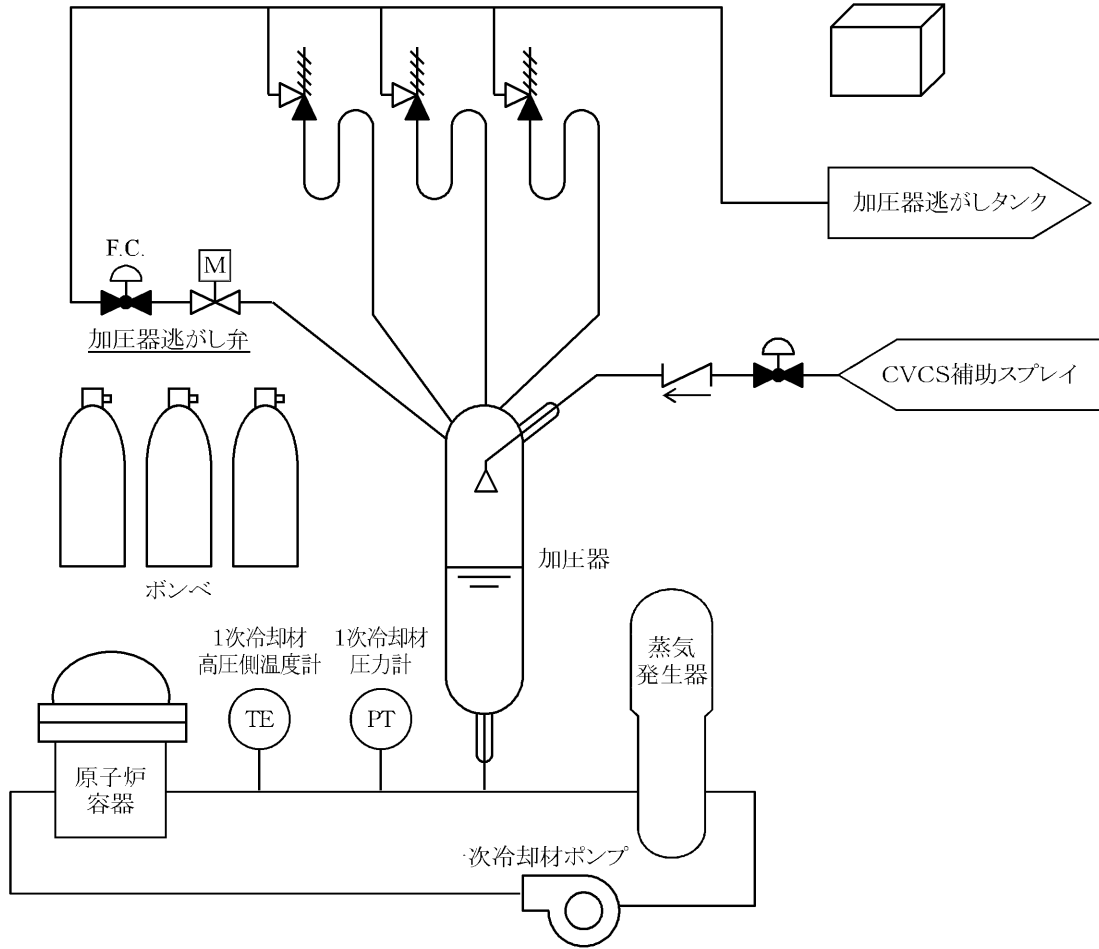 加圧器逃がしタンク
F.C.
M
加圧器逃がし弁
CVCS補助スプレイ
加圧器
ボンベ
1次冷却材
高圧側温度計
1次冷却材
圧力計
蒸気
発生器
TE
PT
原子炉
容器
一次冷却材ポンプ